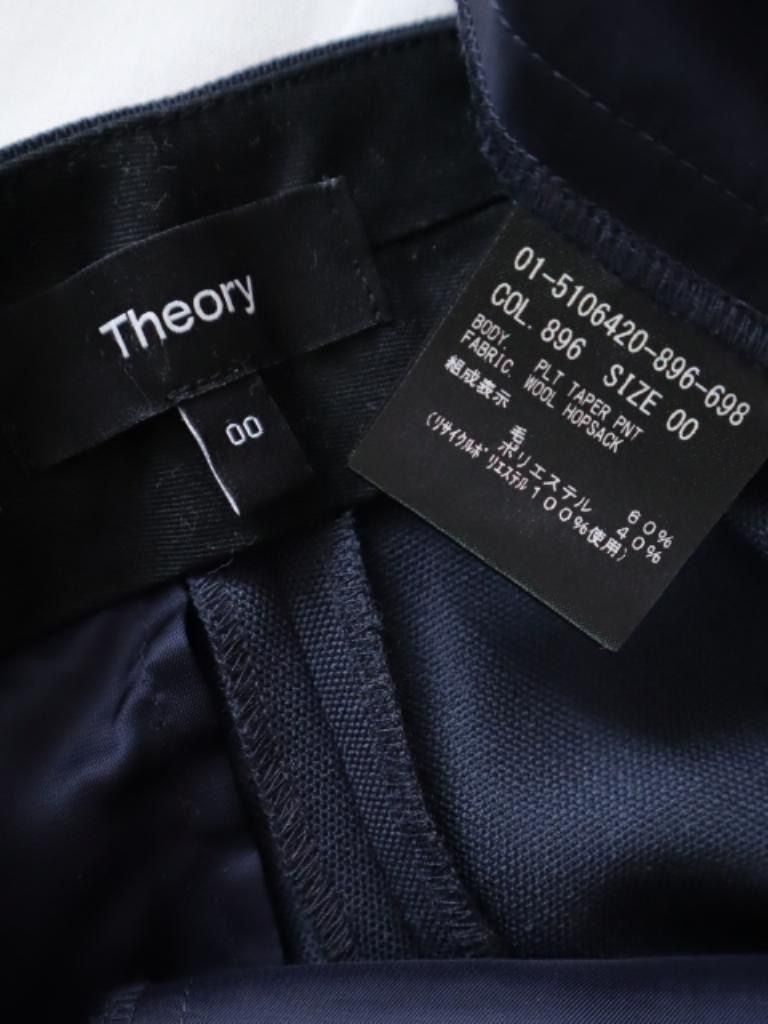 Theory
00
01-5106420-896-698
COL. 896 SIZE 00
BODY. PLT TAPER PNT
FABRIC. WOOL HOPSACK
組成表示
毛 60%
ポリエステル 40%
(リサイクルポリエステル100%使用)